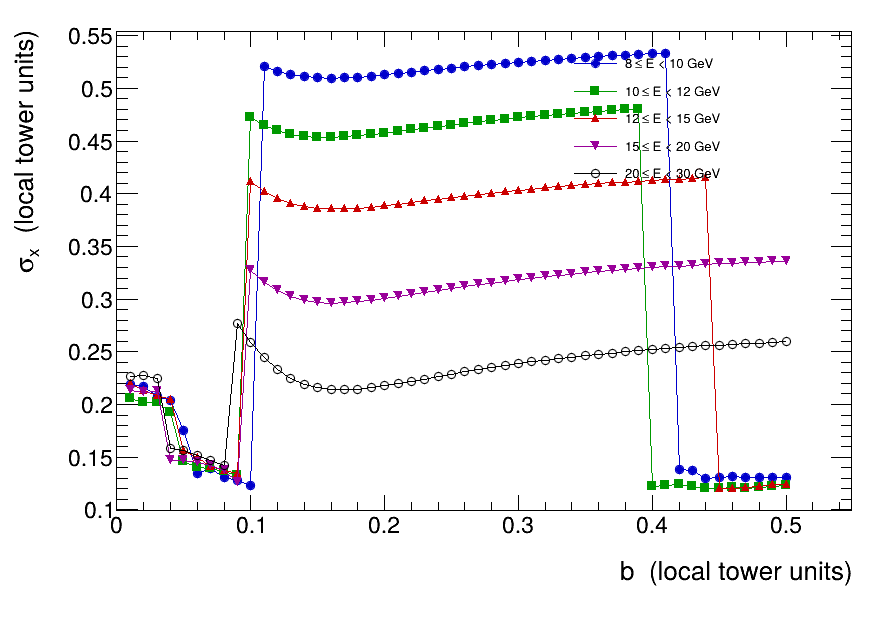 σx (local tower units)
0.55
0.5
0.45
0.4
0.35
0.3
0.25
0.2
0.15
0.1
8 ≤ E < 10 GeV
10 ≤ E < 12 GeV
12 ≤ E < 15 GeV
15 ≤ E < 20 GeV
20 ≤ E < 30 GeV
0 0.1 0.2 0.3 0.4 0.5
b (local tower units)